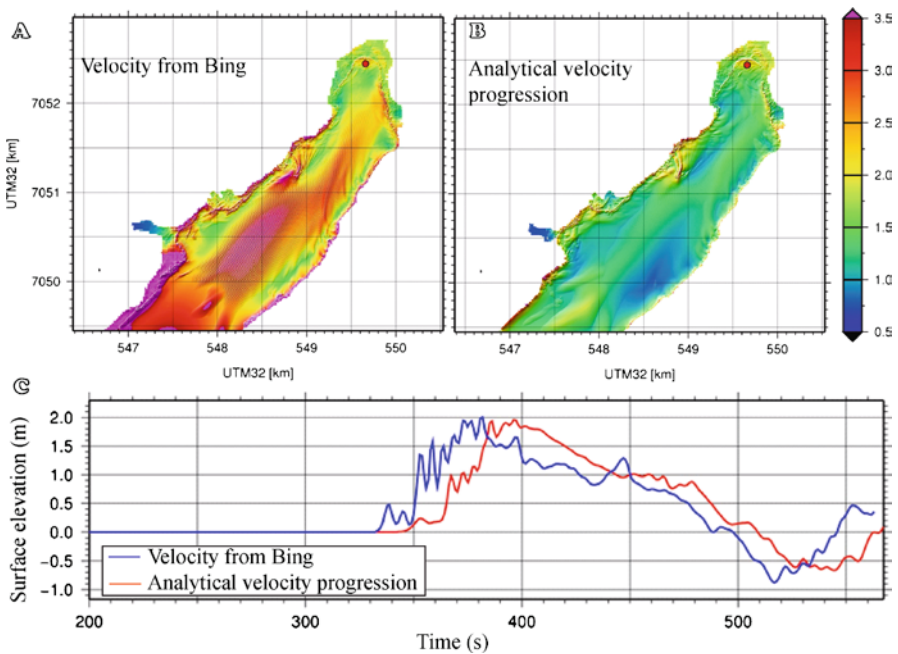 A
Velocity from Bing
B
Analytical velocity
progression
UTM32 [km]
7052
7051
7050
547 548 549 550
UTM32 [km]
547 548 549 550
UTM32 [km]
3.5
3.0
2.5
2.0
1.5
1.0
0.5
C
Surface elevation (m)
2.0
1.5
1.0
0.5
0.0
−0.5
−1.0
Velocity from Bing
Analytical velocity progression
200 300 400 500
Time (s)